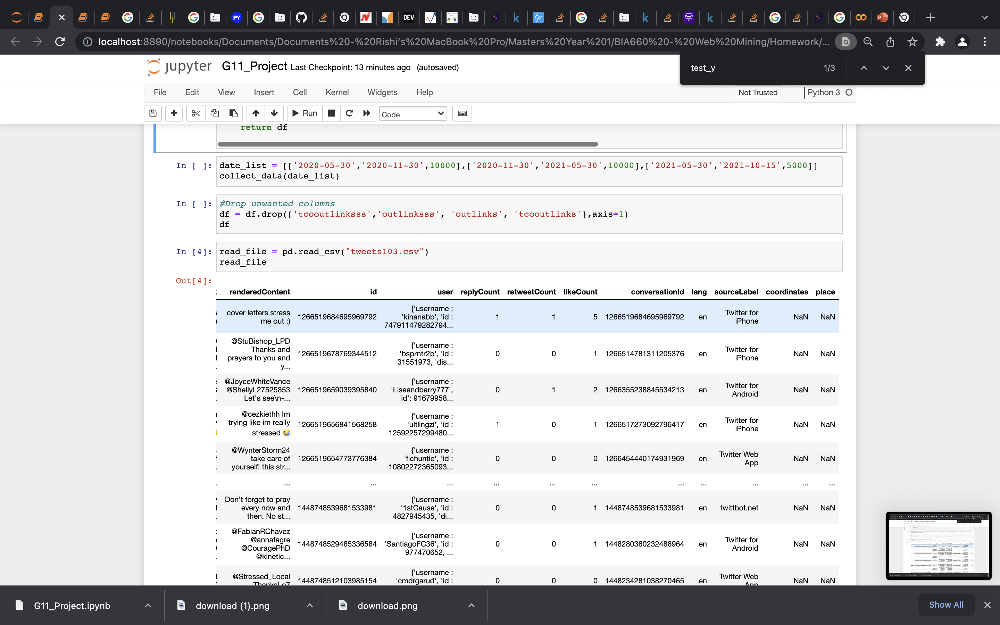 PY
DEV
tp
localhost:8890/notebooks/Documents/Documents%20-%20Rishi's%20MacBook%20Pro/Masters%20Year%201/BIA660%20-%20Web%20Mining/Homework/...
test_y 1/3
jupyter G11_Project Last Checkpoint: 13 minutes ago (autosaved)
File Edit View Insert Cell Kernel Widgets Help Not Trusted Python 3
Run Code
return df
In [ ]: date_list = [['2020-05-30','2020-11-30',10000],['2020-11-30','2021-05-30',10000],['2021-05-30','2021-10-15',5000]]
collect_data(date_list)
In [ ]: #Drop unwanted columns
df = df.drop(['tcooutlinksss','outlinksss', 'outlinks', 'tcooutlinks'],axis=1)
df
In [4]: read_file = pd.read_csv("tweets103.csv")
read_file
Out[4]:
t renderedContent id user replyCount retweetCount likeCount conversationId lang sourceLabel coordinates place
cover letters stress me out :) 1266519684695969792 {'username': 'kinanabb', 'id': 747911479282794... 1 1 5 1266519684695969792 en Twitter for iPhone NaN NaN
@StuBishop_LPD Thanks and prayers to you and y... 1266519678769344512 {'username': 'bsprntr2b', 'id': 31551973, 'dis... 0 0 1 1266514781311205376 en Twitter for iPhone NaN NaN
@JoyceWhiteVance @ShellyL27525853 Let's see\n-... 1266519659039395840 {'username': 'Lisaandbarry777', 'id': 91679958... 0 1 2 1266355238845534213 en Twitter for Android NaN NaN
@cezkiethh Im trying like im really stressed 😭 1266519656841568258 {'username': 'ultlingzi', 'id': 12592257299480... 1 0 1 1266517273092796417 en Twitter for iPhone NaN NaN
@WynterStorm24 take care of yourself! this str... 1266519654773776384 {'username': 'fichuntie', 'id': 10802272365093... 0 0 0 1266454440174931969 en Twitter Web App NaN NaN
... ... ... ... ... ... ... ... ... ... ...
Don't forget to pray every now and then. No st... 1448748539681533981 {'username': '1stCause', 'id': 4827945435, 'di... 0 0 1 1448748539681533981 en twittbot.net NaN NaN
@FabianRChavez @annafagre @CouragePhD @kinetic... 1448748529485336584 {'username': 'SantiagoFC36', 'id': 977470652, ... 0 0 1 1448280360232488964 en Twitter for Android NaN NaN
@Stressed_Local ThanksLo7 1448748512103985154 {'username': 'cmdrgarud', 'id': 0 0 0 1448234281038270465 en Twitter Web App NaN NaN
G11_Project.ipynb download (1).png download.png Show All